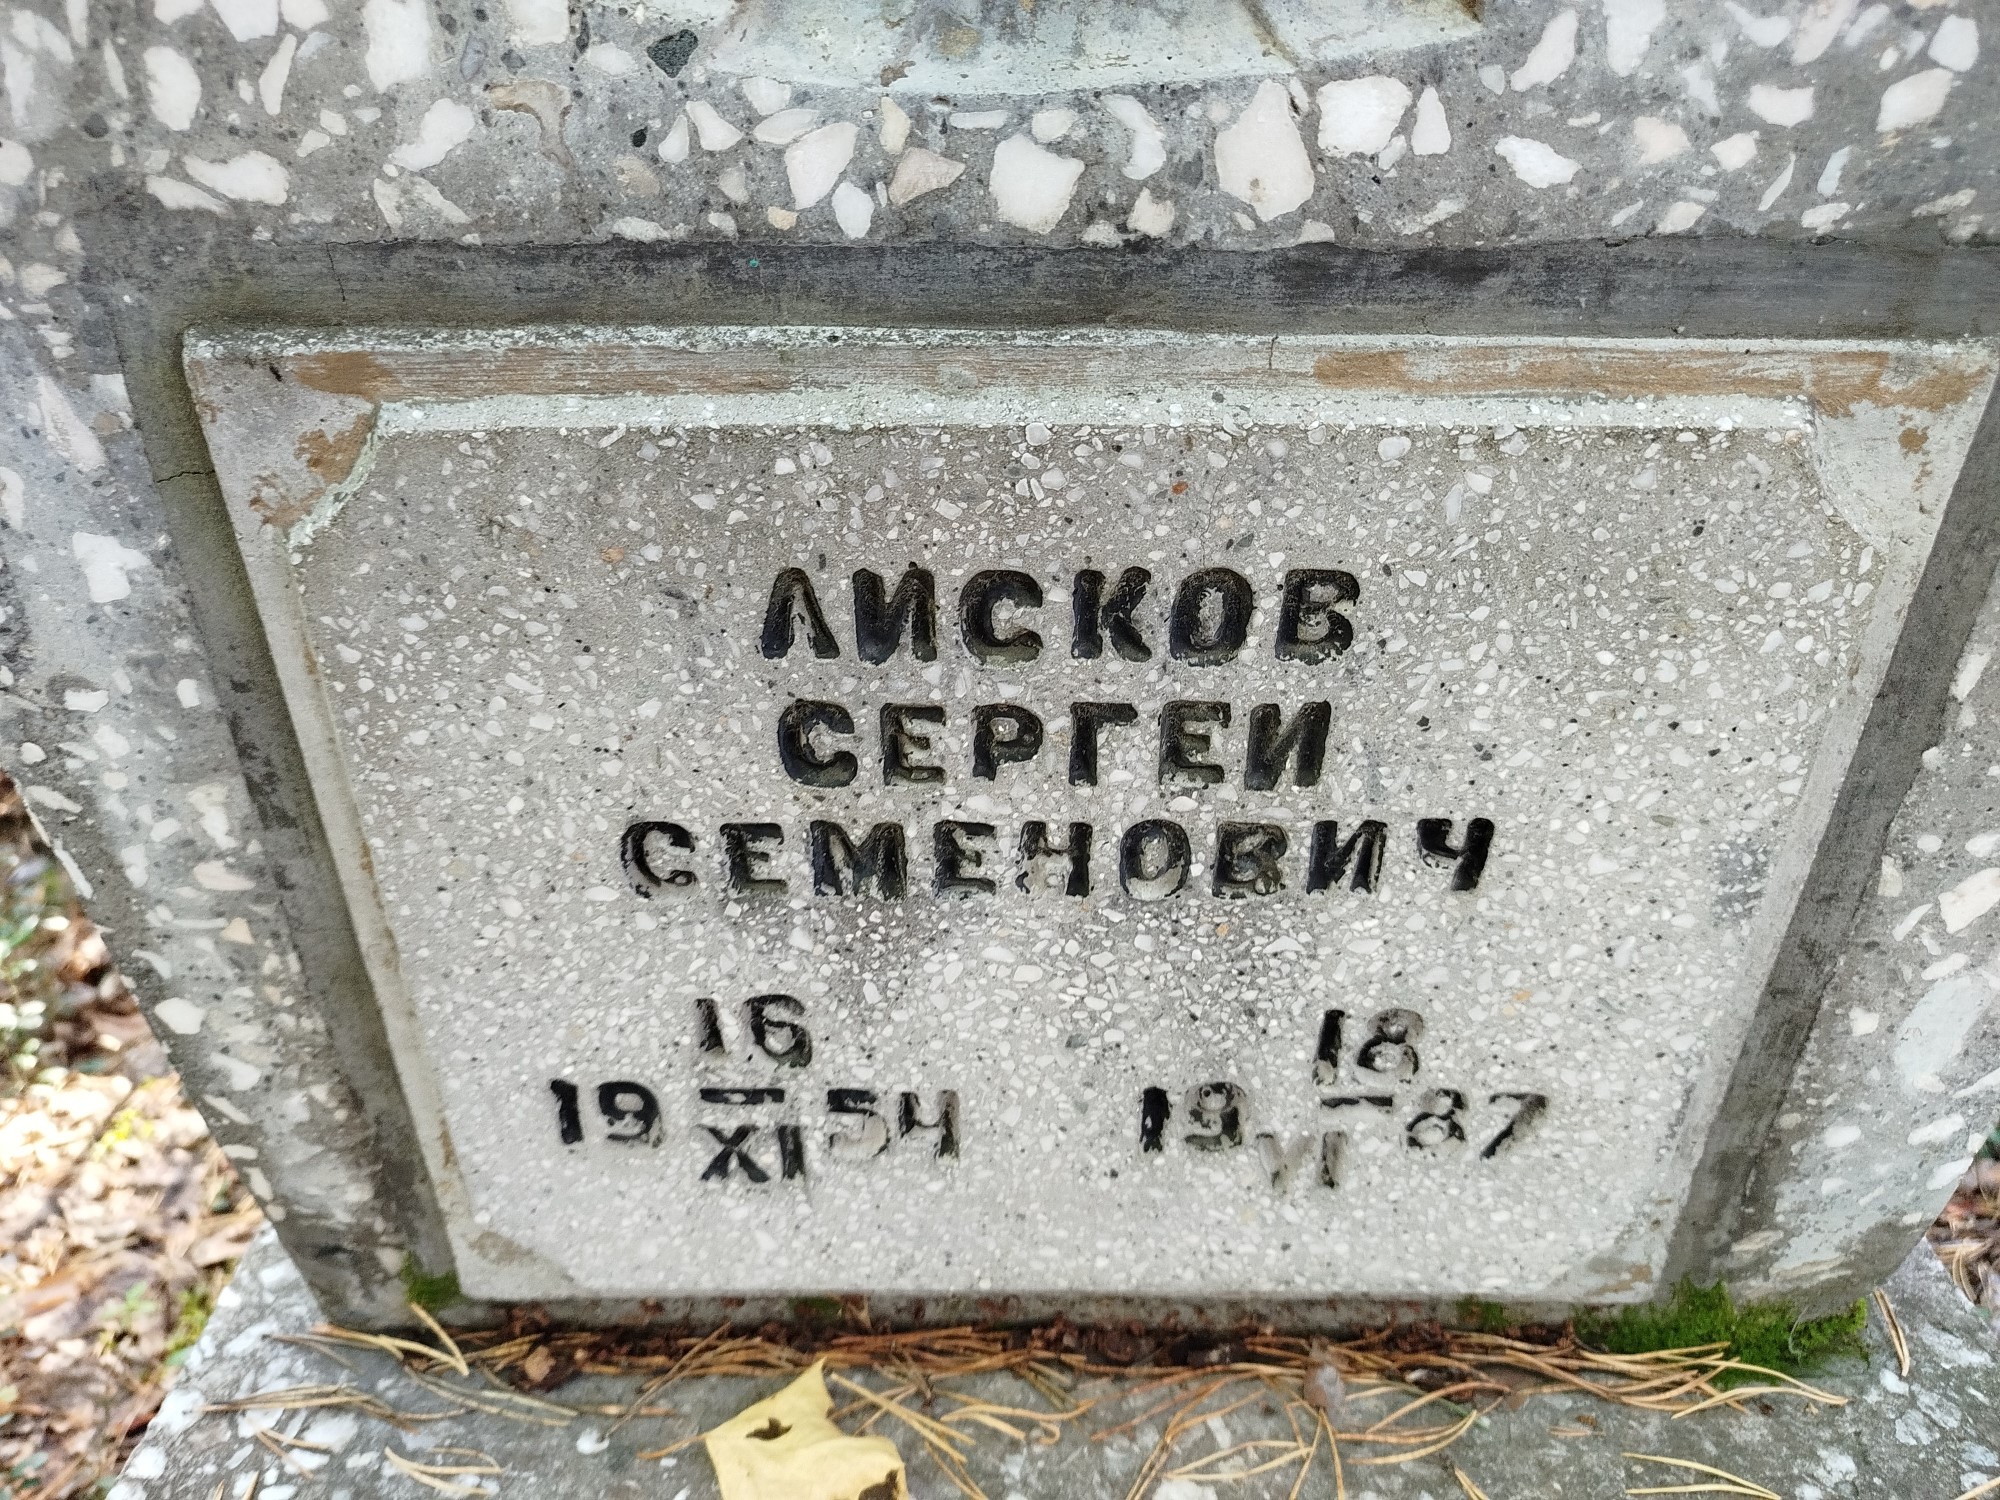 ЛИСКОВ
СЕРГЕИ
СЕМЕНОВИЧ
16 18
19 XI 54 19 VI 87